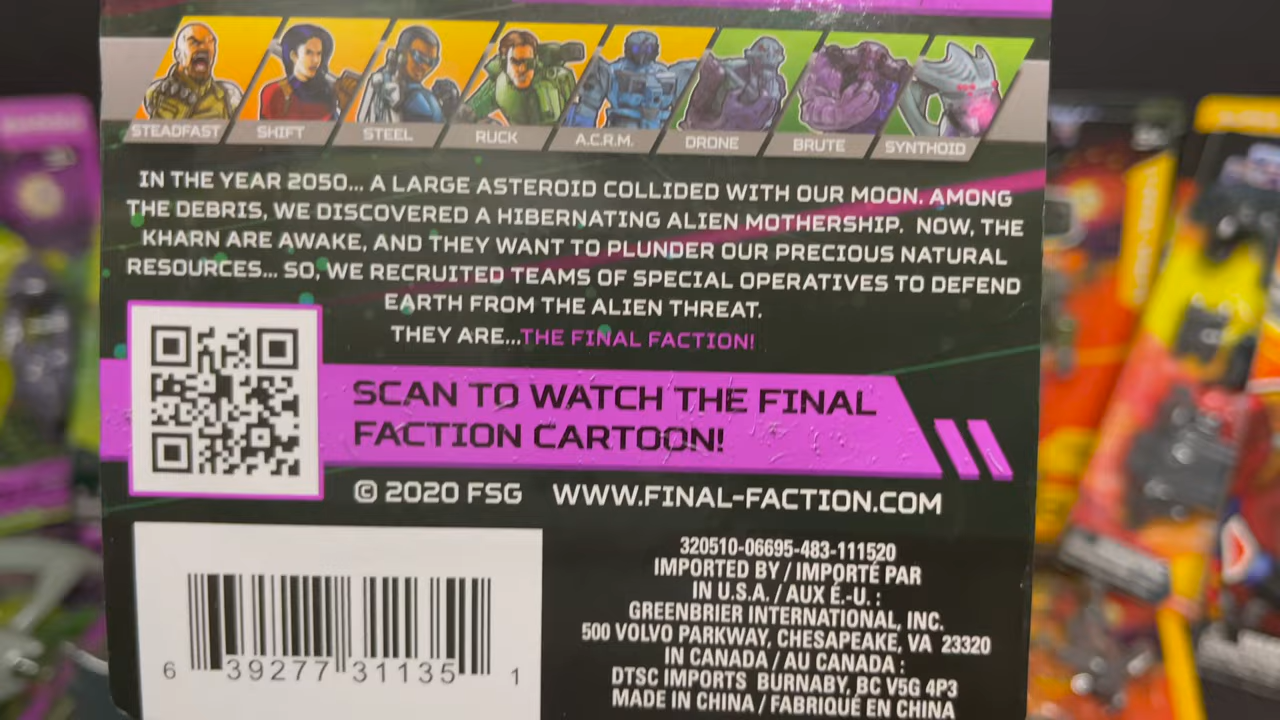 STEADFAST SHIFT STEEL RUCK A.C.R.M. DRONE BRUTE SYNTHOID
IN THE YEAR 2050... A LARGE ASTEROID COLLIDED WITH OUR MOON. AMONG
THE DEBRIS, WE DISCOVERED A HIBERNATING ALIEN MOTHERSHIP. NOW, THE
KHARN ARE AWAKE, AND THEY WANT TO PLUNDER OUR PRECIOUS NATURAL
RESOURCES... SO, WE RECRUITED TEAMS OF SPECIAL OPERATIVES TO DEFEND
EARTH FROM THE ALIEN THREAT.
THEY ARE...THE FINAL FACTION!
SCAN TO WATCH THE FINAL
FACTION CARTOON!
© 2020 FSG WWW.FINAL-FACTION.COM
320510-06695-483-111520
IMPORTED BY / IMPORTÉ PAR
IN U.S.A. / AUX É.-U. :
GREENBRIER INTERNATIONAL, INC.
500 VOLVO PARKWAY, CHESAPEAKE, VA 23320
IN CANADA / AU CANADA :
DTSC IMPORTS BURNABY, BC V5G 4P3
MADE IN CHINA / FABRIQUÉ EN CHINA
6 39277 31135 1